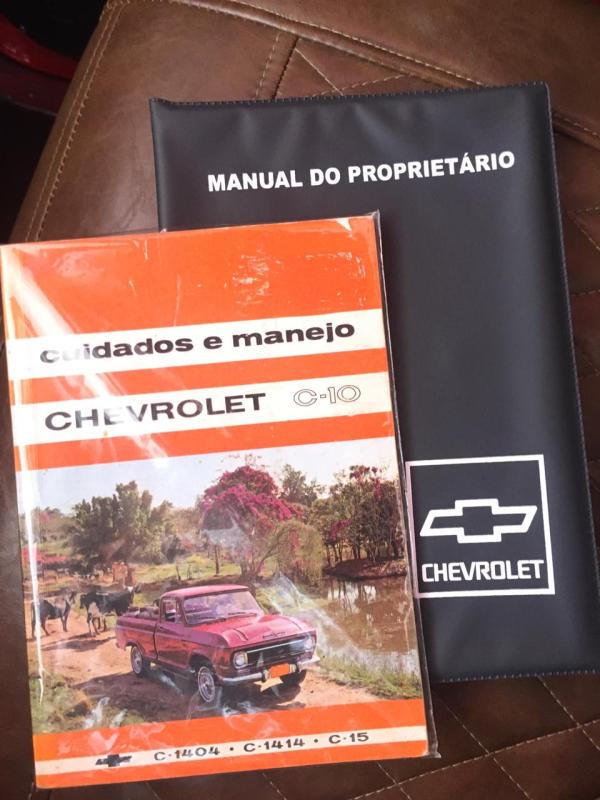 MANUAL DO PROPRIETÁRIO
CHEVROLET
cuidados e manejo
CHEVROLET C-10
C-1404 • C-1414 • C-15